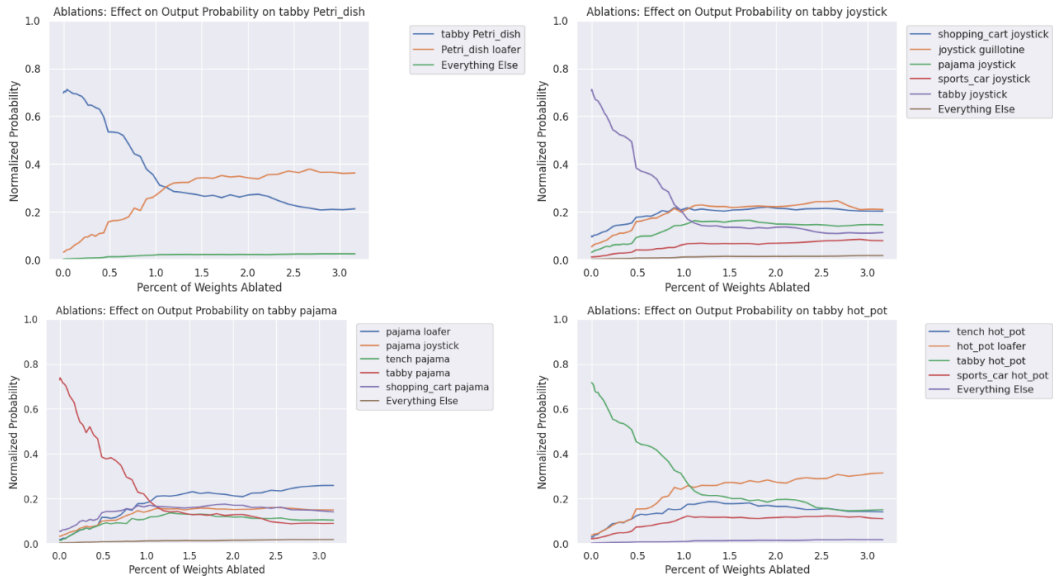 Ablations: Effect on Output Probability on tabby Petri_dish
1.0
0.8
0.6
0.4
0.2
0.0
Normalized Probability
0.0 0.5 1.0 1.5 2.0 2.5 3.0
Percent of Weights Ablated
tabby Petri_dish
Petri_dish loafer
Everything Else
Ablations: Effect on Output Probability on tabby joystick
1.0
0.8
0.6
0.4
0.2
0.0
Normalized Probability
0.0 0.5 1.0 1.5 2.0 2.5 3.0
Percent of Weights Ablated
shopping_cart joystick
joystick guillotine
pajama joystick
sports_car joystick
tabby joystick
Everything Else
Ablations: Effect on Output Probability on tabby pajama
1.0
0.8
0.6
0.4
0.2
0.0
Normalized Probability
0.0 0.5 1.0 1.5 2.0 2.5 3.0
Percent of Weights Ablated
pajama loafer
pajama joystick
tench pajama
tabby pajama
shopping_cart pajama
Everything Else
Ablations: Effect on Output Probability on tabby hot_pot
1.0
0.8
0.6
0.4
0.2
0.0
Normalized Probability
0.0 0.5 1.0 1.5 2.0 2.5 3.0
Percent of Weights Ablated
tench hot_pot
hot_pot loafer
tabby hot_pot
sports_car hot_pot
Everything Else